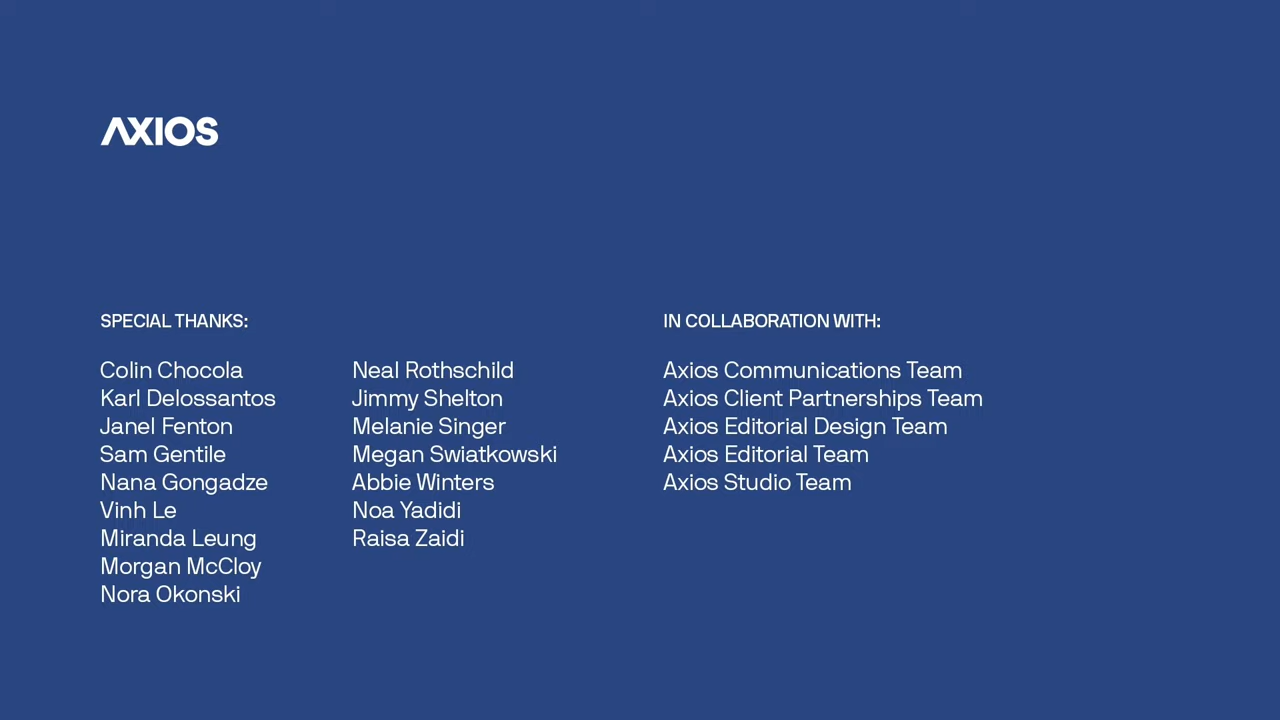 AXIOS
SPECIAL THANKS:
Colin Chocola
Karl Delossantos
Janel Fenton
Sam Gentile
Nana Gongadze
Vinh Le
Miranda Leung
Morgan McCloy
Nora Okonski
Neal Rothschild
Jimmy Shelton
Melanie Singer
Megan Swiatkowski
Abbie Winters
Noa Yadidi
Raisa Zaidi
IN COLLABORATION WITH:
Axios Communications Team
Axios Client Partnerships Team
Axios Editorial Design Team
Axios Editorial Team
Axios Studio Team